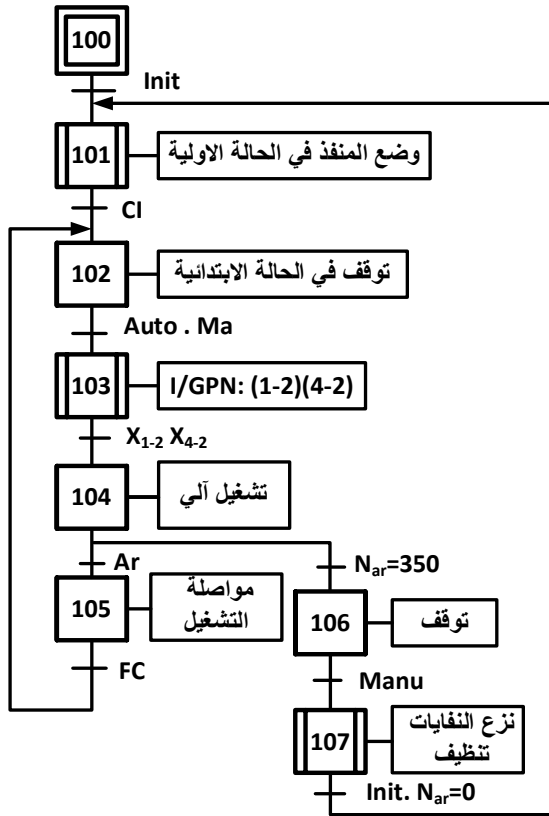 100
Init
101
وضع المنفذ في الحالة الاولية
CI
102
توقف في الحالة الابتدائية
Auto . Ma
103
I/GPN: (1-2)(4-2)
X₁₋₂ X₄₋₂
104
تشغيل آلي
Ar
Nₐᵣ=350
105
مواصلة
التشغيل
106
توقف
FC
Manu
107
نزع النفايات
تنظيف
Init. Nₐᵣ=0